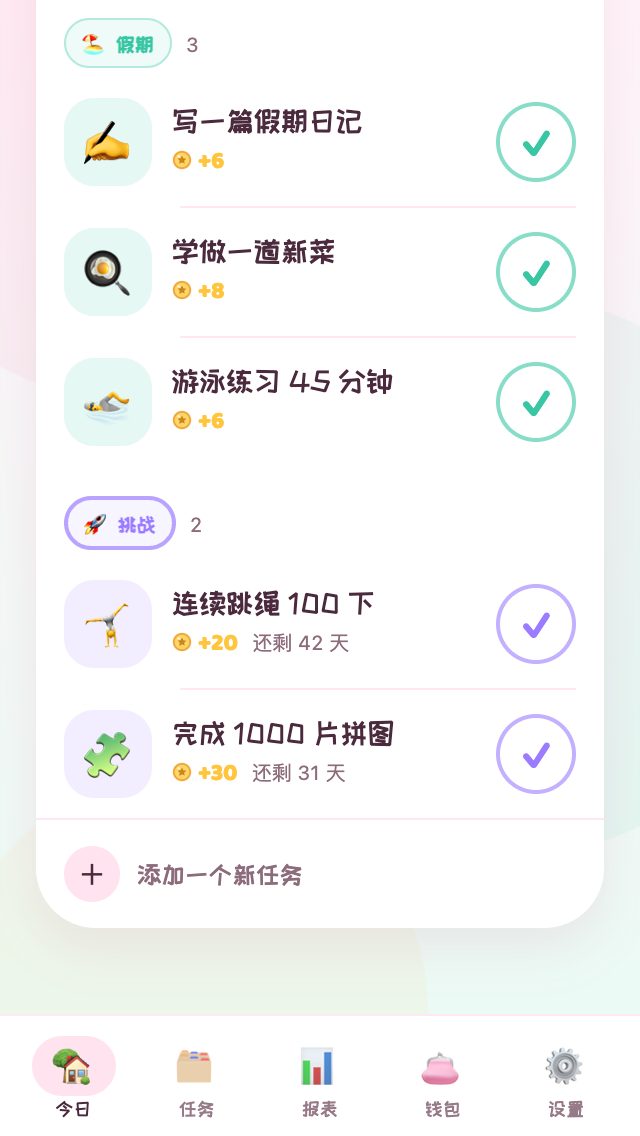 假期 3
写一篇假期日记
+6
学做一道新菜
+8
游泳练习 45 分钟
+6
挑战 2
连续跳绳 100 下
+20 还剩 42 天
完成 1000 片拼图
+30 还剩 31 天
添加一个新任务
今日 任务 报表 钱包 设置